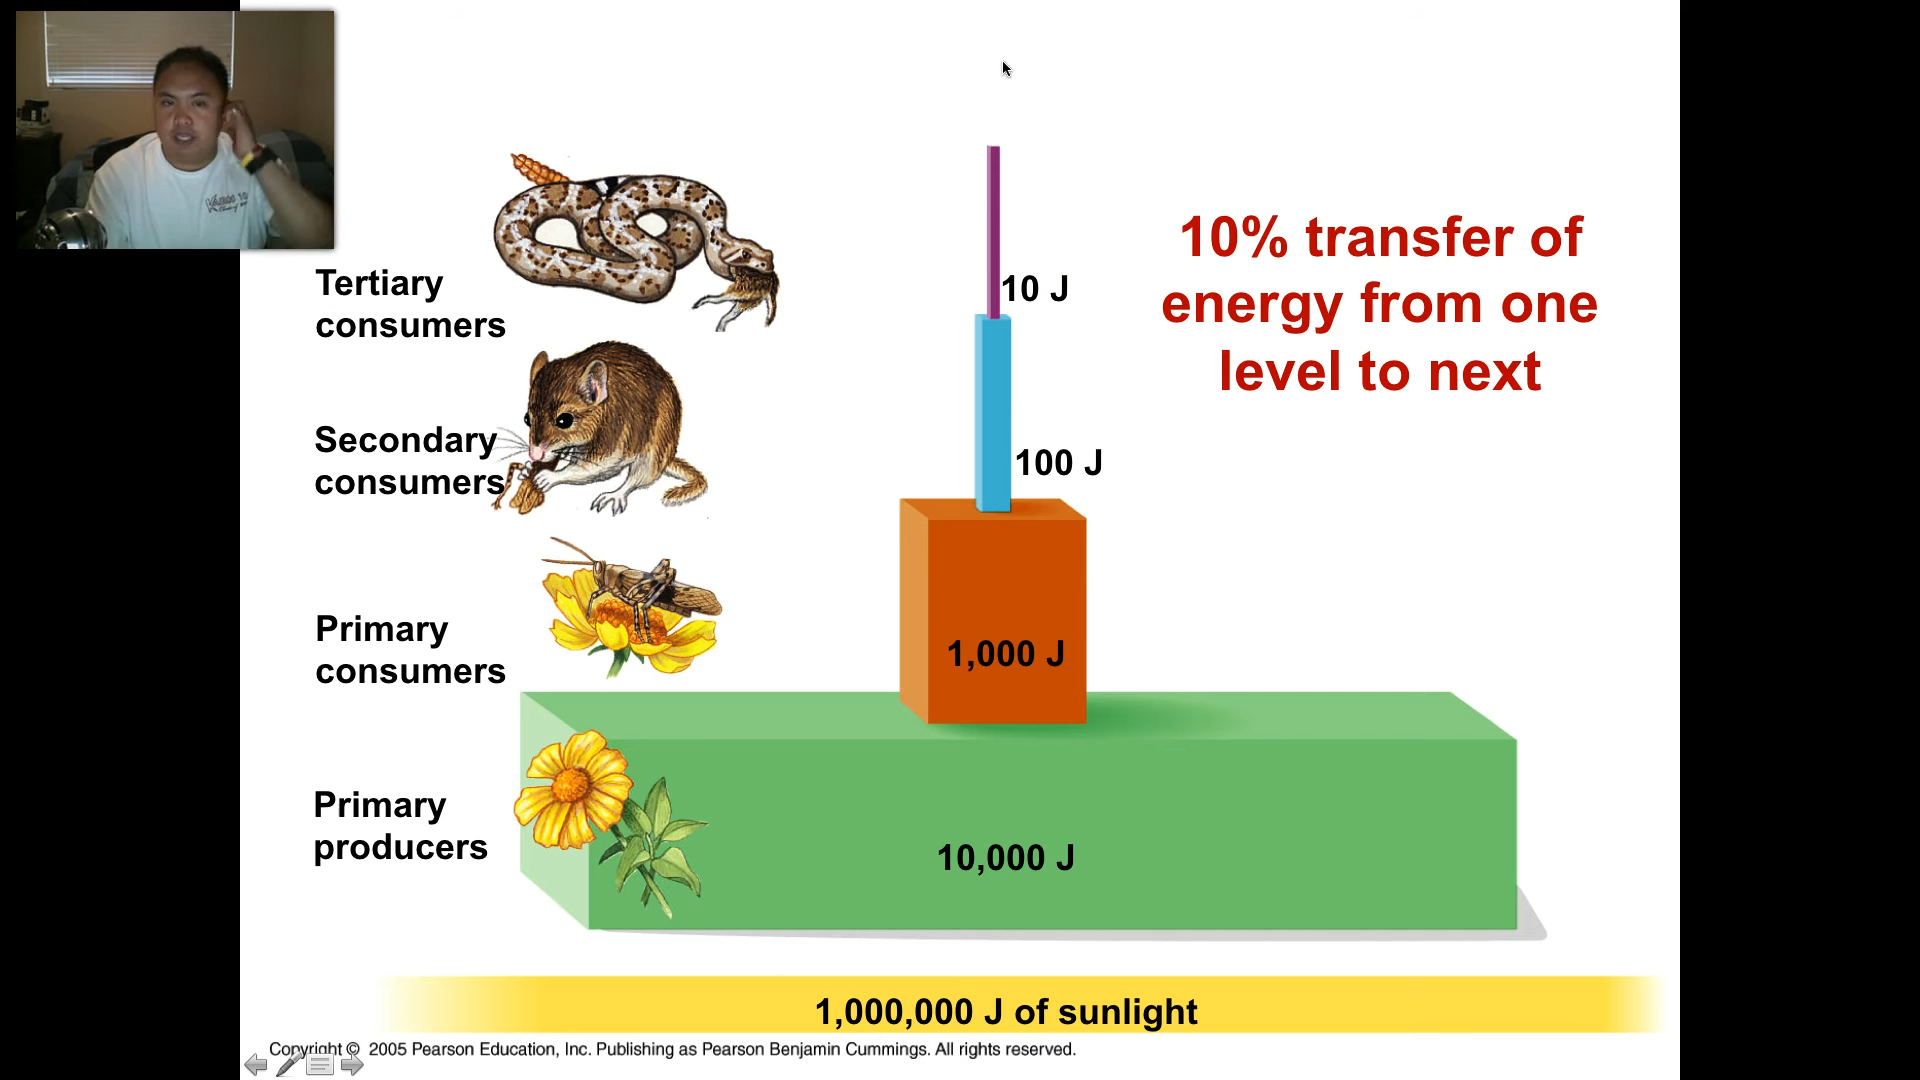 Tertiary
consumers
10 J
10% transfer of
energy from one
level to next
Secondary
consumers
100 J
Primary
consumers
1,000 J
Primary
producers
10,000 J
1,000,000 J of sunlight
Copyright © 2005 Pearson Education, Inc. Publishing as Pearson Benjamin Cummings. All rights reserved.